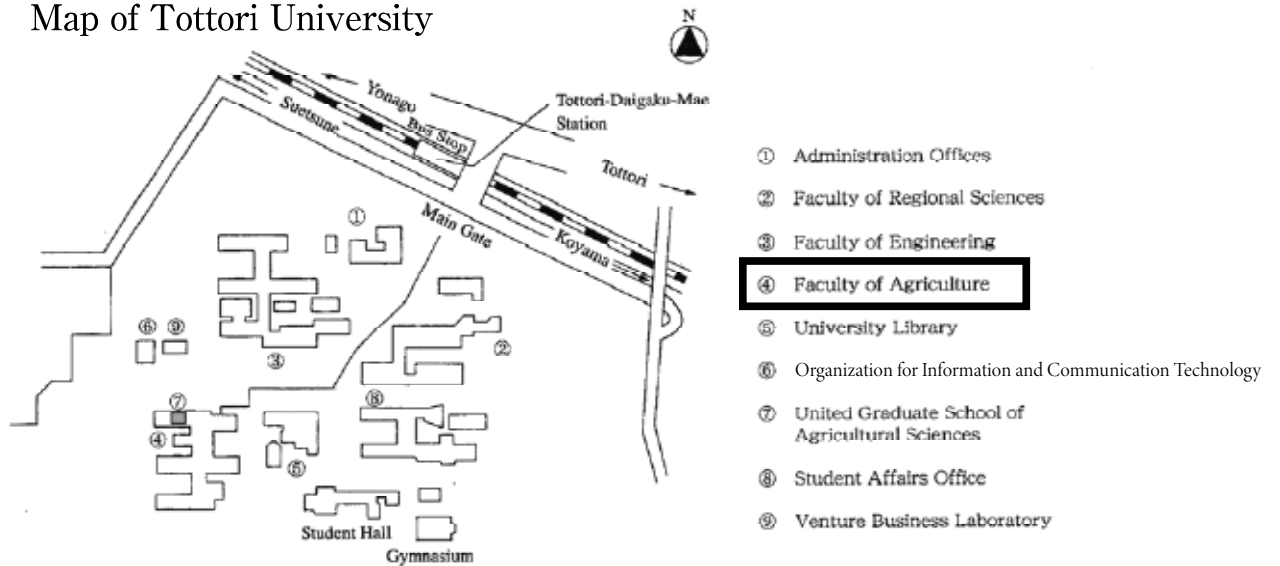 Map of Tottori University
N
Yonago
Tottori-Daigaku-Mae
Station
Suetsune
Bus Stop
Tottori
Main Gate
Koyama
①
②
③
⑥ ⑨
⑦
④
⑧
⑤
Student Hall
Gymnasium
① Administration Offices
② Faculty of Regional Sciences
③ Faculty of Engineering
④ Faculty of Agriculture
⑤ University Library
⑥ Organization for Information and Communication Technology
⑦ United Graduate School of
Agricultural Sciences
⑧ Student Affairs Office
⑨ Venture Business Laboratory